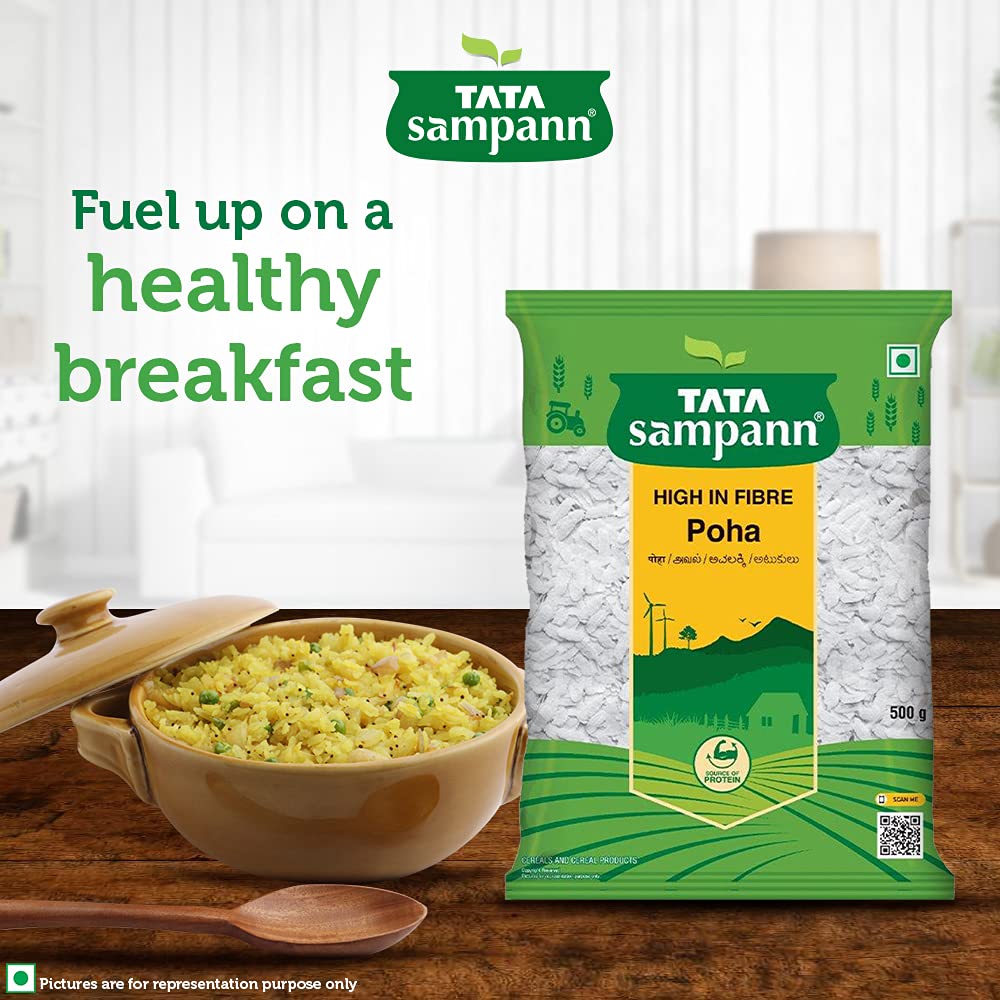 TATA
sampann®
Fuel up on a
healthy
breakfast
TATA
sampann®
HIGH IN FIBRE
Poha
पोहा / அவல் / ಅವಲಕ್ಕಿ / అటుకులు
500 g
SOURCE OF
PROTEIN
SCAN ME
CEREALS AND CEREAL PRODUCTS
Pictures are for representation purpose only